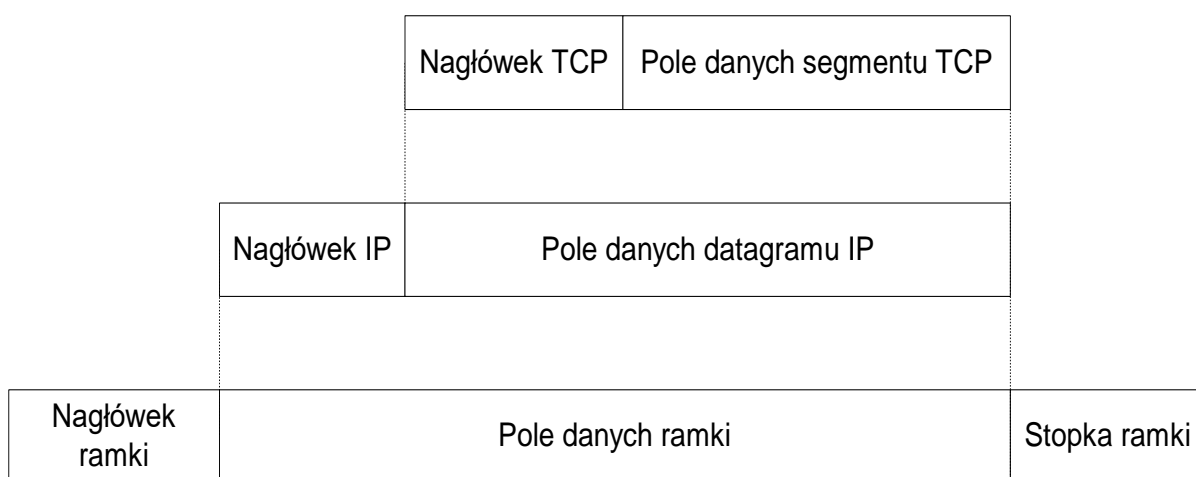 Nagłówek TCP
Pole danych segmentu TCP
Nagłówek IP
Pole danych datagramu IP
Nagłówek
ramki
Pole danych ramki
Stopka ramki